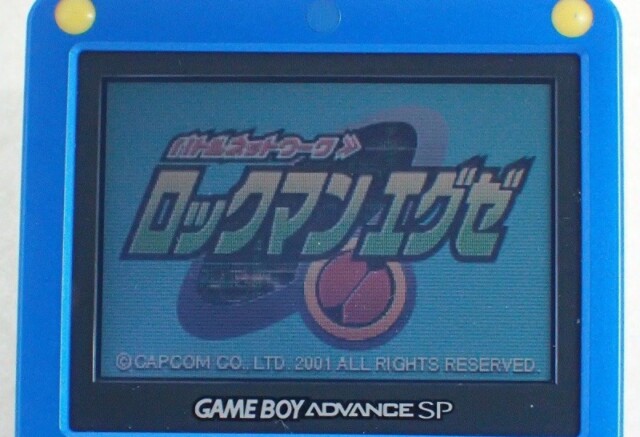 バトルネットワーク
ロックマンエグゼ
©CAPCOM CO., LTD. 2001 ALL RIGHTS RESERVED.
GAME BOY ADVANCE SP